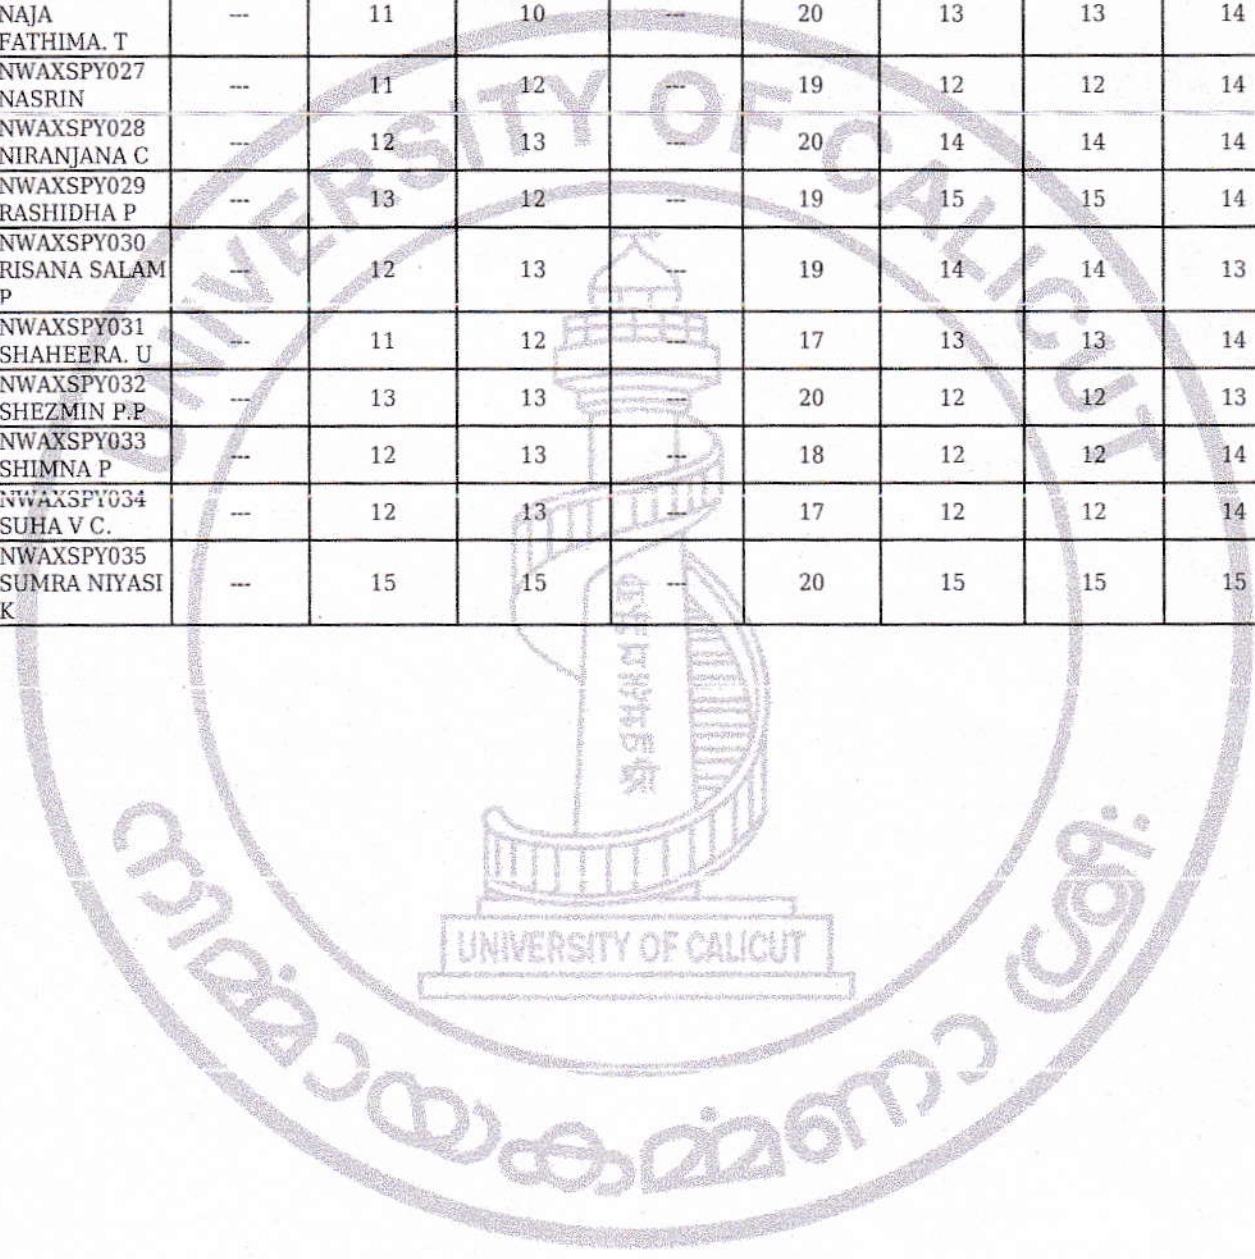 NAJA
FATHIMA. T --- 11 10 --- 20 13 13 14
NWAXSPY027
NASRIN --- 11 12 --- 19 12 12 14
NWAXSPY028
NIRANJANA C --- 12 13 --- 20 14 14 14
NWAXSPY029
RASHIDHA P --- 13 12 --- 19 15 15 14
NWAXSPY030
RISANA SALAM
P --- 12 13 --- 19 14 14 13
NWAXSPY031
SHAHEERA. U --- 11 12 --- 17 13 13 14
NWAXSPY032
SHEZMIN P.P --- 13 13 --- 20 12 12 13
NWAXSPY033
SHIMNA P --- 12 13 --- 18 12 12 14
NWAXSPY034
SUHA V C. --- 12 13 --- 17 12 12 14
NWAXSPY035
SUMRA NIYASI
K --- 15 15 --- 20 15 15 15
UNIVERSITY OF CALICUT
UNIVERSITY OF CALICUT
നിർമ്മായകർമ്മണാ ശ്രീഃ